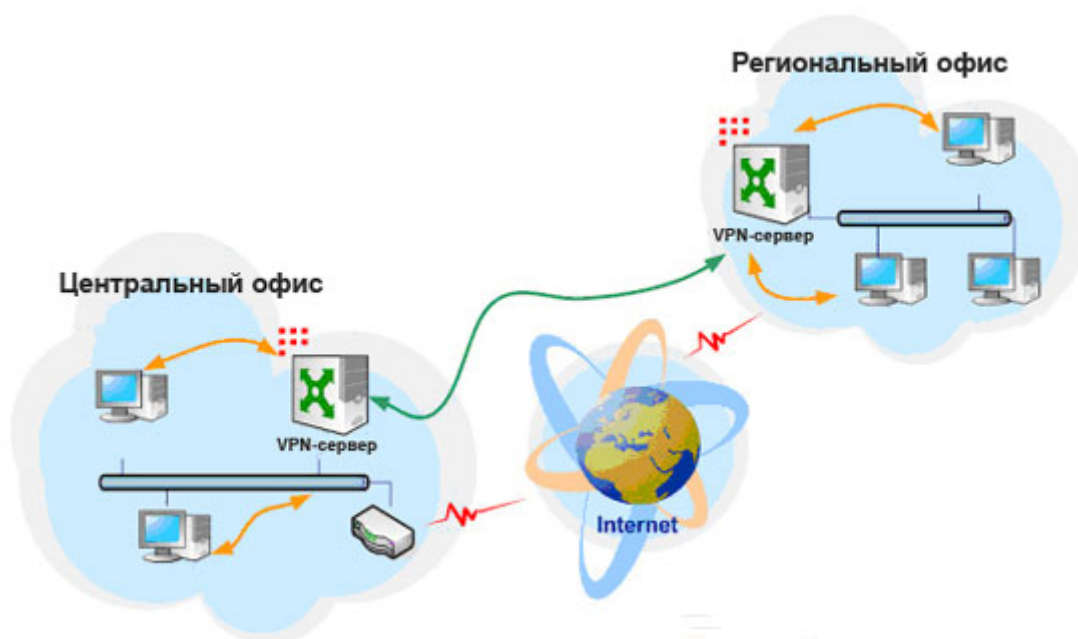 Региональный офис
VPN-сервер
Центральный офис
VPN-сервер
Internet